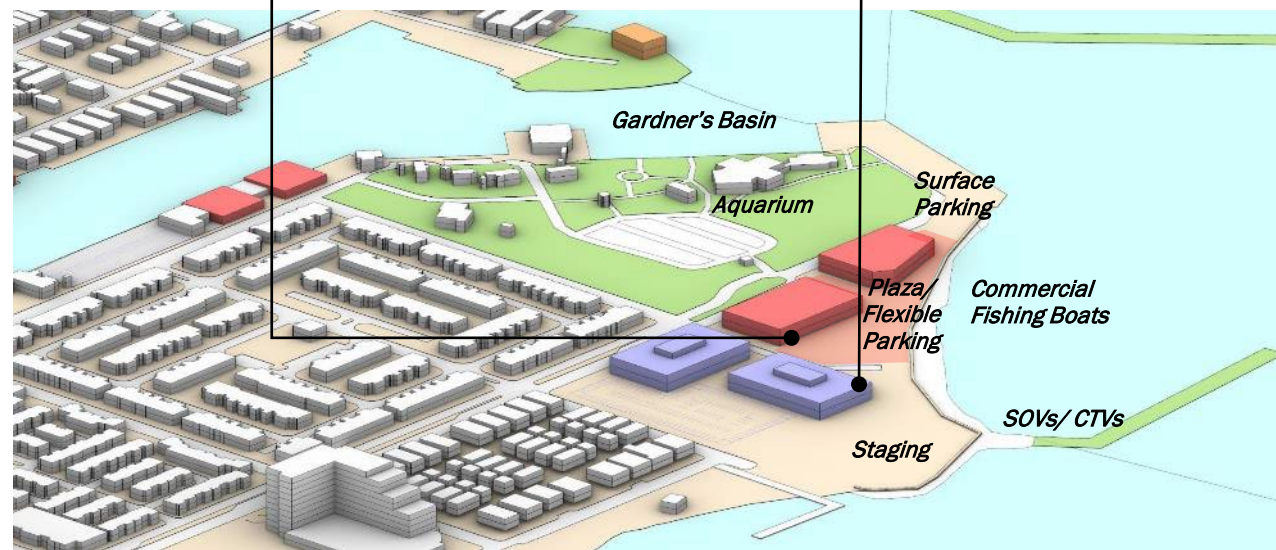 Gardner's Basin
Aquarium
Surface
Parking
Plaza/
Flexible
Parking
Commercial
Fishing Boats
SOVs/ CTVs
Staging